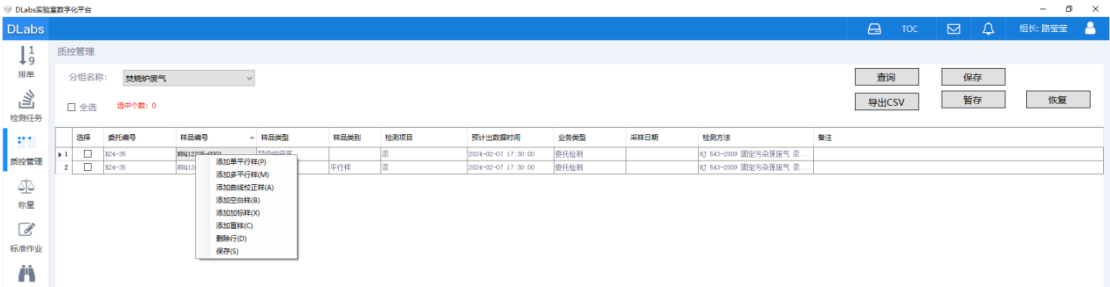 DLabs实验室数字化平台
DLabs
TOC
组长: 路莹莹
排单
检测任务
质控管理
称量
标准作业
质控管理
分组名称: 焚烧炉废气
查询
保存
全选 选中个数: 0
导出CSV
暂存
恢复
选择 委托编号 样品编号 样品类型 样品类别 检测项目 预计出数据时间 业务类型 采样日期 检测方法 备注
1 N24-35 汞 2024-02-07 17:30:00 委托检测 HJ 543-2009 固定污染源废气 汞...
2 N24-35 平行样 汞 2024-02-07 17:30:00 委托检测 HJ 543-2009 固定污染源废气 汞...
添加单平行样(P)
添加多平行样(M)
添加曲线校正样(A)
添加空白样(B)
添加加标样(X)
添加盲样(C)
删除行(D)
保存(S)